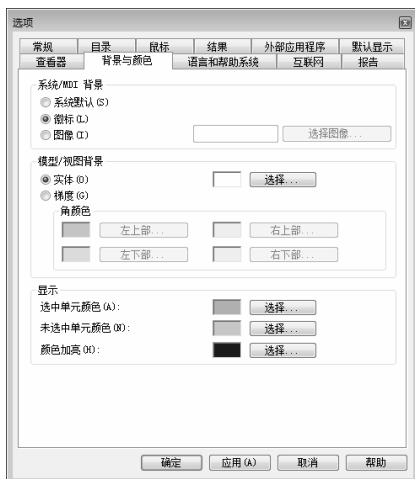 选项
常规 目录 鼠标 结果 外部应用程序 默认显示
查看器 背景与颜色 语言和帮助系统 互联网 报告
系统/MDI 背景
系统默认(S)
徽标(L)
图像(I) 选择图像...
模型/视图背景
实体(O) 选择...
梯度(G)
角颜色
左上部... 右上部...
左下部... 右下部...
显示
选中单元颜色(A): 选择...
未选中单元颜色(N): 选择...
颜色加亮(H): 选择...
确定 应用(A) 取消 帮助